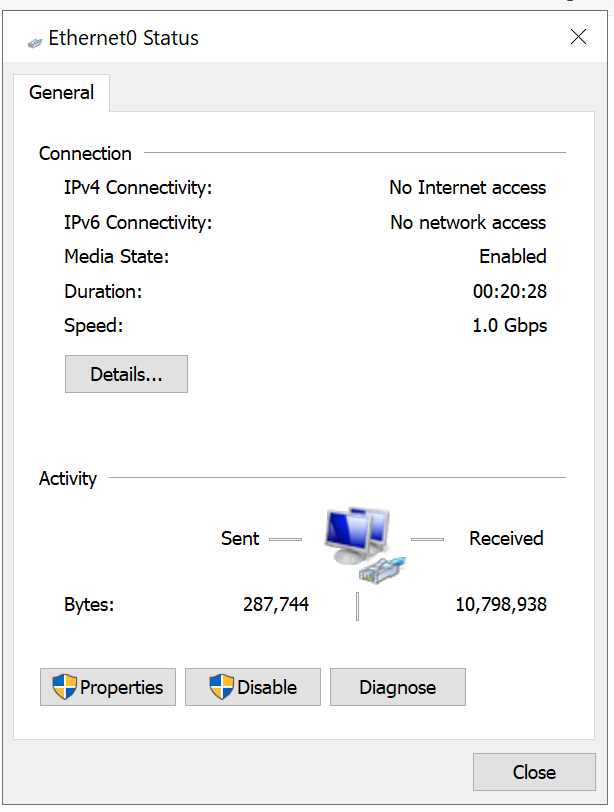 Ethernet0 Status
General
Connection
IPv4 Connectivity: No Internet access
IPv6 Connectivity: No network access
Media State: Enabled
Duration: 00:20:28
Speed: 1.0 Gbps
Details...
Activity
Sent Received
Bytes: 287,744 10,798,938
Properties Disable Diagnose
Close